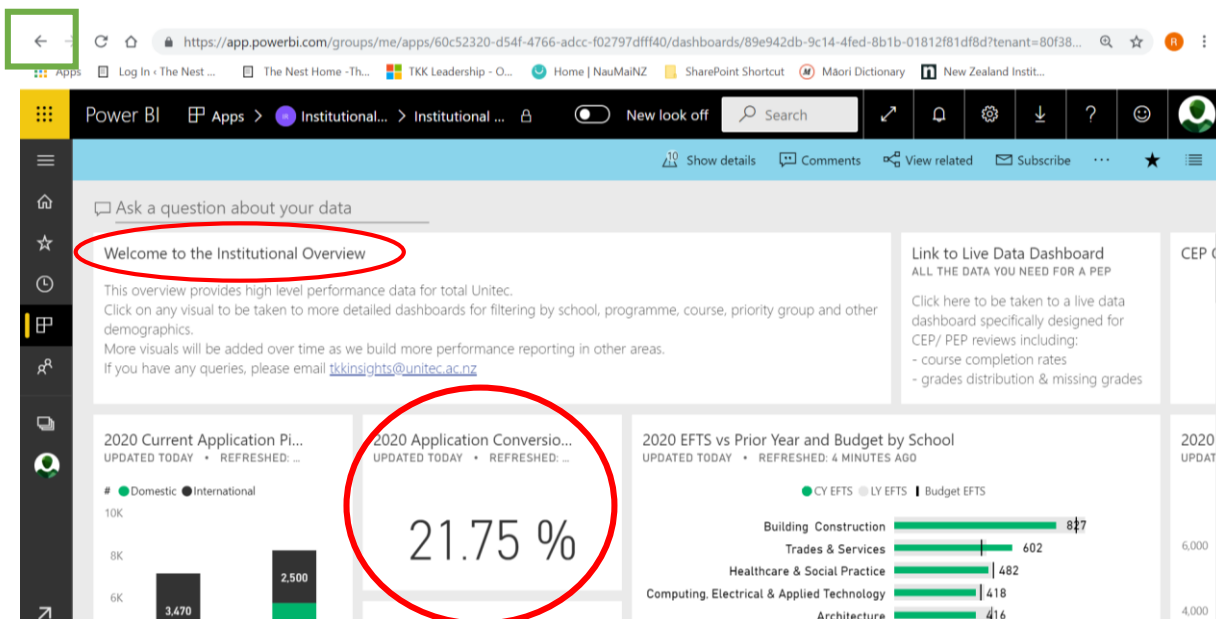 https://app.powerbi.com/groups/me/apps/60c52320-d54f-4766-adcc-f02797dfff40/dashboards/89e942db-9c14-4fed-8b1b-01812f81df8d?tenant=80f38...
R
Apps Log In ‹ The Nest ... The Nest Home -Th... TKK Leadership - O... Home | NauMaiNZ SharePoint Shortcut Māori Dictionary New Zealand Instit...
Power BI Apps > Institutional... > Institutional ... New look off Search
Show details Comments View related Subscribe ...
Ask a question about your data
Welcome to the Institutional Overview
This overview provides high level performance data for total Unitec.
Click on any visual to be taken to more detailed dashboards for filtering by school, programme, course, priority group and other
demographics.
More visuals will be added over time as we build more performance reporting in other areas.
If you have any queries, please email tkkinsights@unitec.ac.nz
Link to Live Data Dashboard
ALL THE DATA YOU NEED FOR A PEP
Click here to be taken to a live data
dashboard specifically designed for
CEP/ PEP reviews including:
- course completion rates
- grades distribution & missing grades
CEP
2020 Current Application Pi...
UPDATED TODAY • REFRESHED: ...
# Domestic International
10K
8K
6K
2,500
3,470
2020 Application Conversio...
UPDATED TODAY • REFRESHED: ...
21.75 %
2020 EFTS vs Prior Year and Budget by School
UPDATED TODAY • REFRESHED: 4 MINUTES AGO
CY EFTS LY EFTS Budget EFTS
Building Construction 827
Trades & Services 602
Healthcare & Social Practice 482
Computing, Electrical & Applied Technology 418
Architecture 416
2020
UPDAT
6,000
4,000